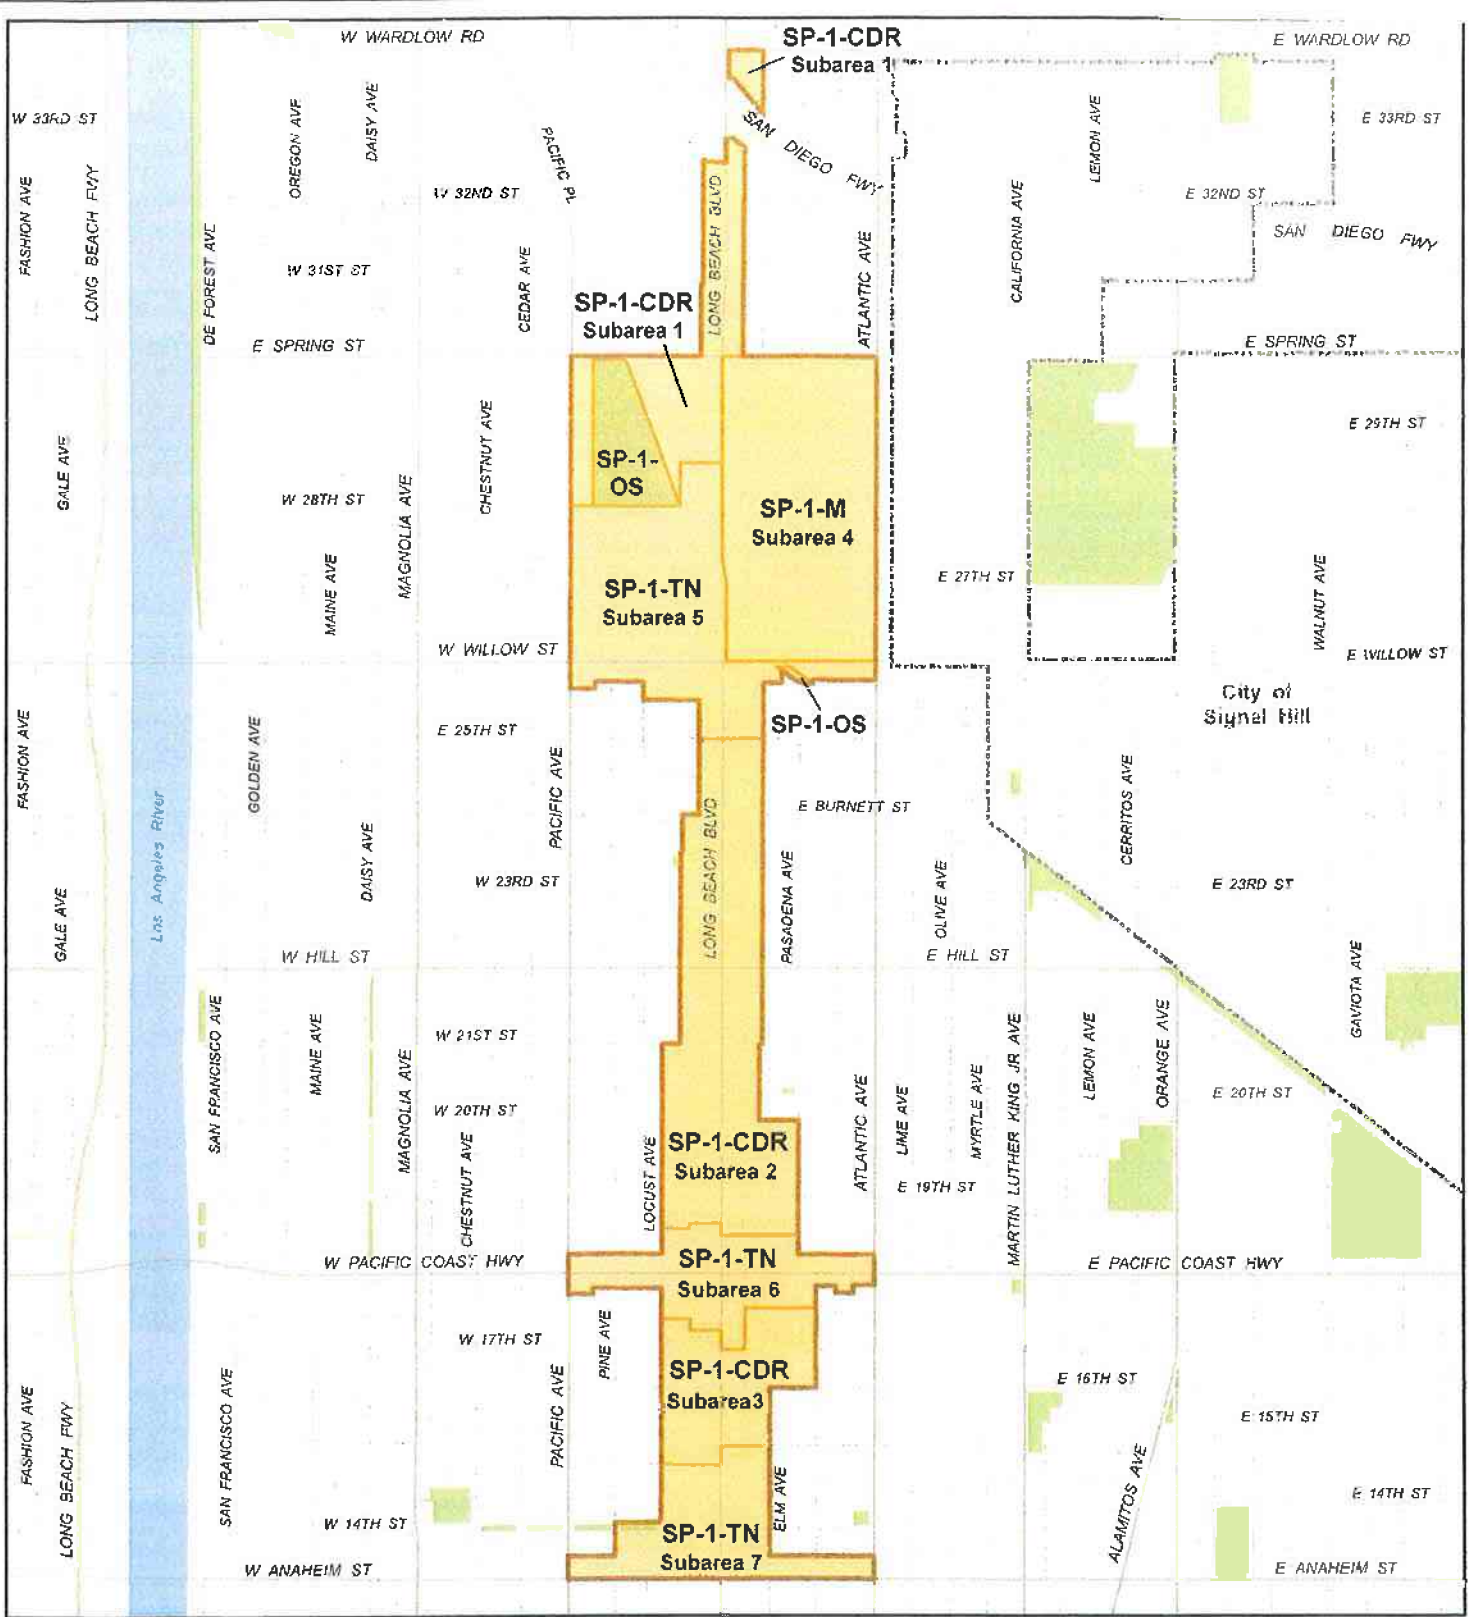 W WARDLOW RD
SP-1-CDR
Subarea 1
E WARDLOW RD
W 33RD ST
OREGON AVE
DAISY AVE
PACIFIC PL
SAN DIEGO FWY
LEMON AVE
E 33RD ST
FASHION AVE
LONG BEACH FWY
W 32ND ST
LONG BEACH BLVD
CALIFORNIA AVE
E 32ND ST
DE FOREST AVE
W 31ST ST
CEDAR AVE
ATLANTIC AVE
SAN DIEGO FWY
SP-1-CDR
Subarea 1
E SPRING ST
E SPRING ST
GALE AVE
CHESTNUT AVE
E 29TH ST
SP-1-
OS
W 28TH ST
MAGNOLIA AVE
SP-1-M
Subarea 4
MAINE AVE
SP-1-TN
Subarea 5
E 27TH ST
WALNUT AVE
W WILLOW ST
E WILLOW ST
City of
Signal Hill
SP-1-OS
FASHION AVE
GOLDEN AVE
E 25TH ST
PACIFIC AVE
Los Angeles River
LONG BEACH BLVD
E BURNETT ST
CERRITOS AVE
DAISY AVE
W 23RD ST
PASADENA AVE
OLIVE AVE
E 23RD ST
GALE AVE
W HILL ST
E HILL ST
GAVIOTA AVE
SAN FRANCISCO AVE
MAINE AVE
W 21ST ST
MAGNOLIA AVE
W 20TH ST
ATLANTIC AVE
LIME AVE
MYRTLE AVE
MARTIN LUTHER KING JR AVE
LEMON AVE
ORANGE AVE
E 20TH ST
CHESTNUT AVE
LOCUST AVE
SP-1-CDR
Subarea 2
E 19TH ST
W PACIFIC COAST HWY
SP-1-TN
Subarea 6
E PACIFIC COAST HWY
W 17TH ST
PINE AVE
SP-1-CDR
Subarea3
E 16TH ST
FASHION AVE
LONG BEACH FWY
SAN FRANCISCO AVE
PACIFIC AVE
E 15TH ST
ALAMITOS AVE
ELM AVE
E 14TH ST
W 14TH ST
SP-1-TN
Subarea 7
W ANAHEIM ST
E ANAHEIM ST